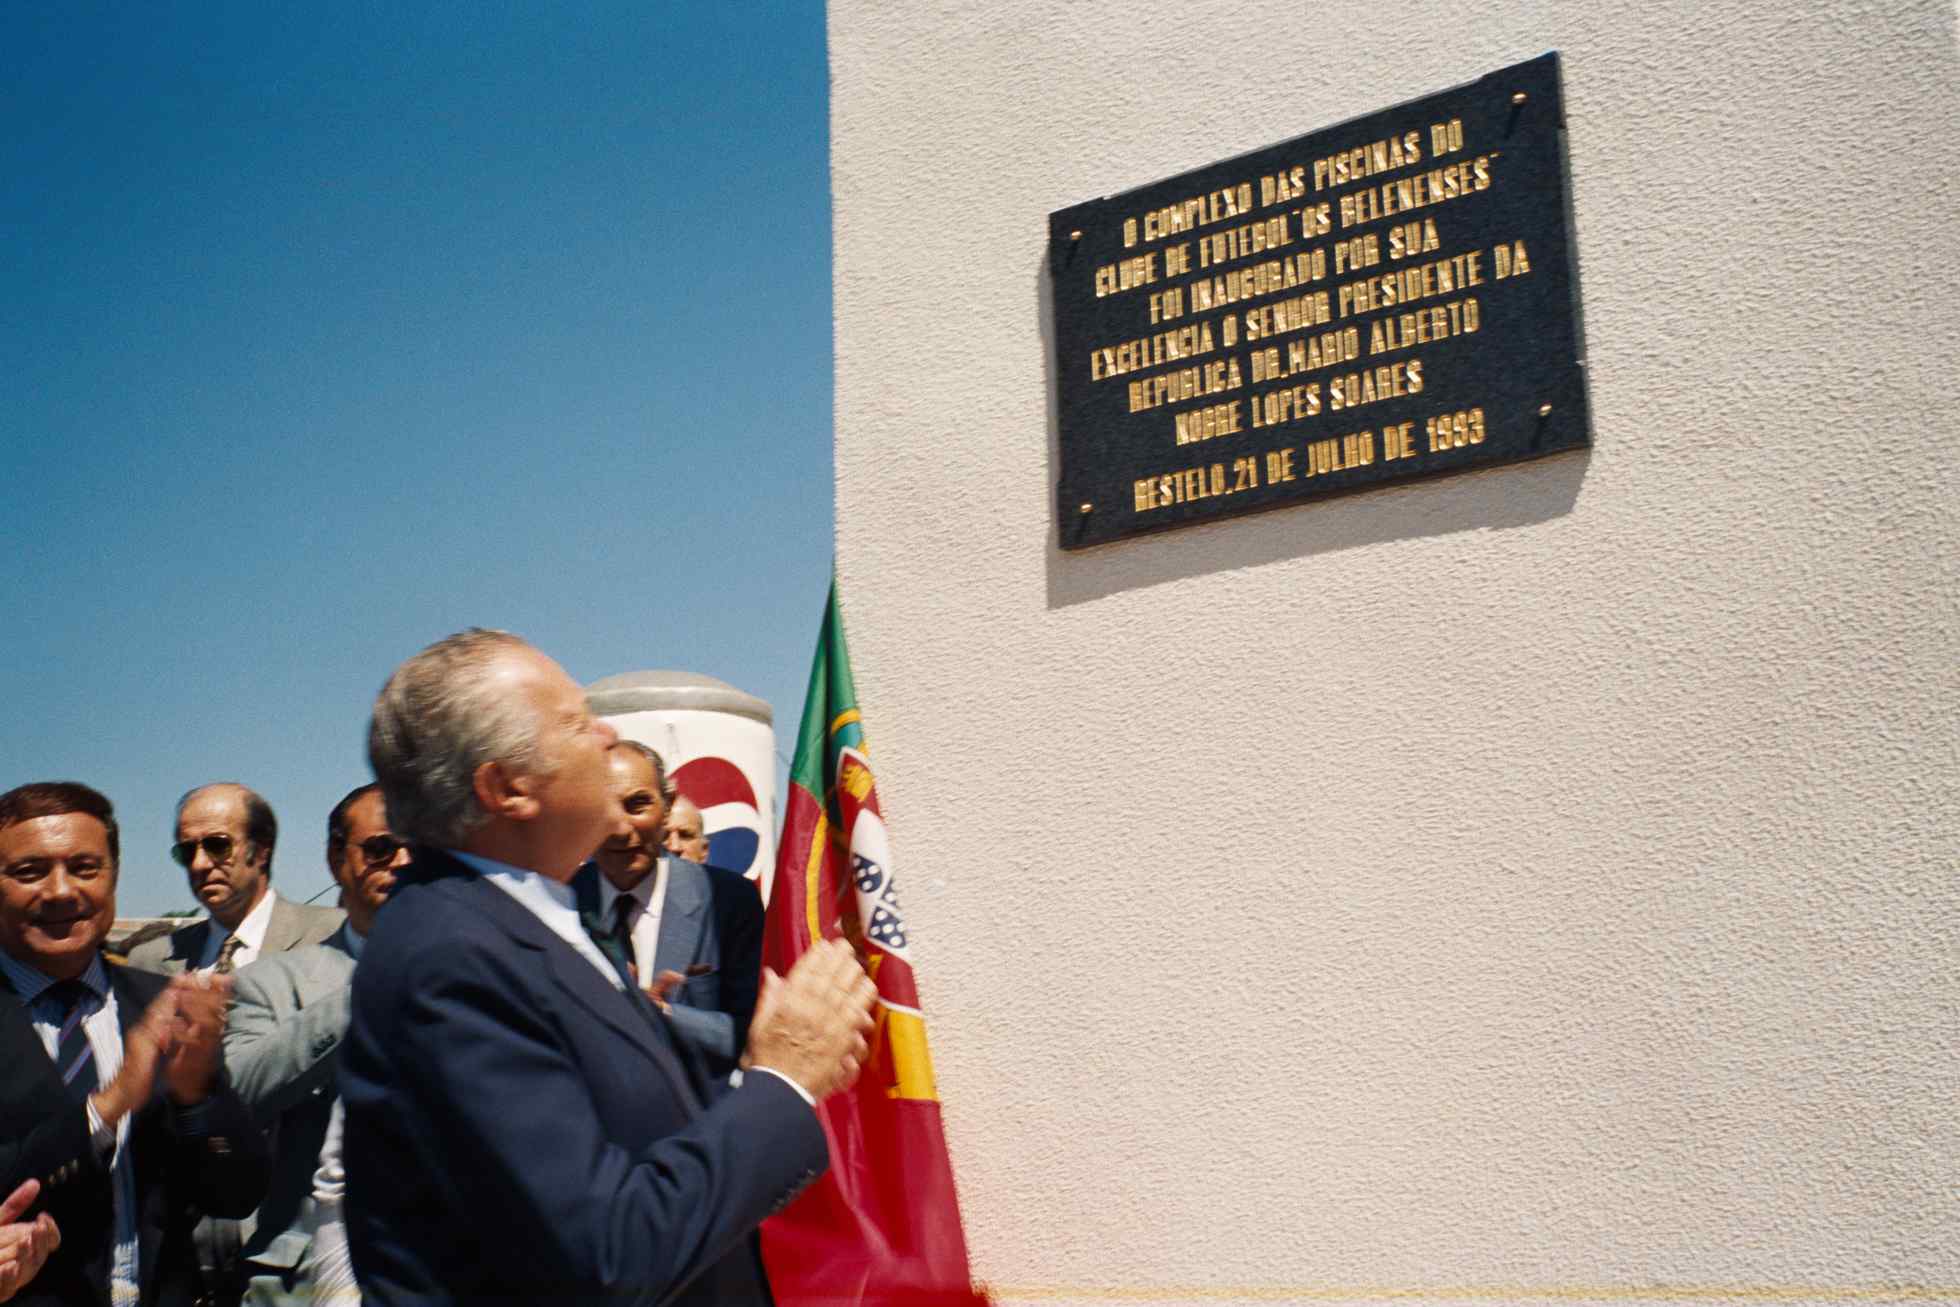 O COMPLEXO DAS PISCINAS DO
CLUBE DE FUTEBOL "OS BELENENSES"
FOI INAUGURADO POR SUA
EXCELENCIA O SENHOR PRESIDENTE DA
REPUBLICA DR. MARIO ALBERTO
NOBRE LOPES SOARES
RESTELO, 21 DE JULHO DE 1993